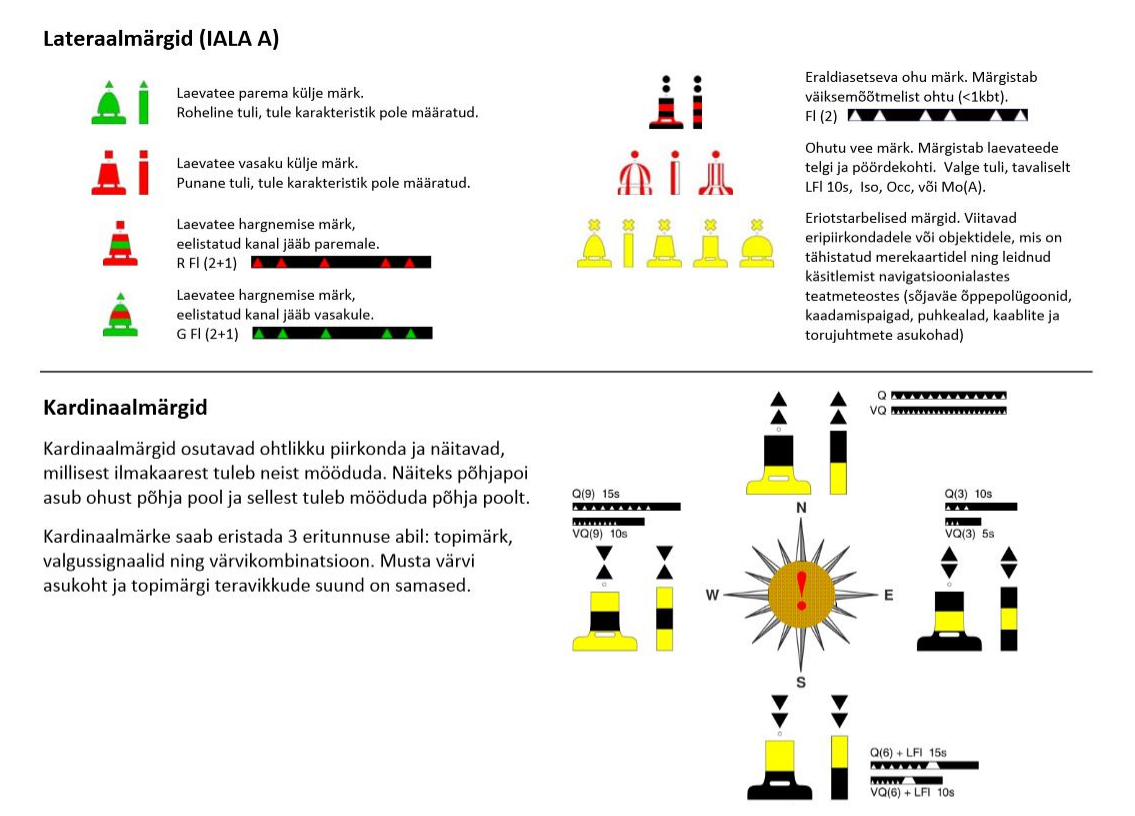 Lateraalmärgid (IALA A)
Laevatee parema külje märk.
Roheline tuli, tule karakteristik pole määratud.
Laevatee vasaku külje märk.
Punane tuli, tule karakteristik pole määratud.
Laevatee hargnemise märk,
eelistatud kanal jääb paremale.
R Fl (2+1)
Laevatee hargnemise märk,
eelistatud kanal jääb vasakule.
G Fl (2+1)
Eraldiasetseva ohu märk. Märgistab
väiksemõõtmelist ohtu (<1kbt).
Fl (2)
Ohutu vee märk. Märgistab laevateede
telgi ja pöördekohti. Valge tuli, tavaliselt
LFl 10s, Iso, Occ, või Mo(A).
Eriotstarbelised märgid. Viitavad
eripiirkondadele või objektidele, mis on
tähistatud merekaartidel ning leidnud
käsitlemist navigatsioonialastes
teatmeteostes (sõjaväe õppepolügoonid,
kaadamispaigad, puhkealad, kaablite ja
torujuhtmete asukohad)
Kardinaalmärgid
Kardinaalmärgid osutavad ohtlikku piirkonda ja näitavad,
millisest ilmakaarest tuleb neist mööduda. Näiteks põhjapoi
asub ohust põhja pool ja sellest tuleb mööduda põhja poolt.
Kardinaalmärke saab eristada 3 eritunnuse abil: topimärk,
valgussignaalid ning värvikombinatsioon. Musta värvi
asukoht ja topimärgi teravikkude suund on samased.
Q
VQ
N
Q(9) 15s
VQ(9) 10s
Q(3) 10s
VQ(3) 5s
W
!
E
S
Q(6) + LFl 15s
VQ(6) + LFl 10s